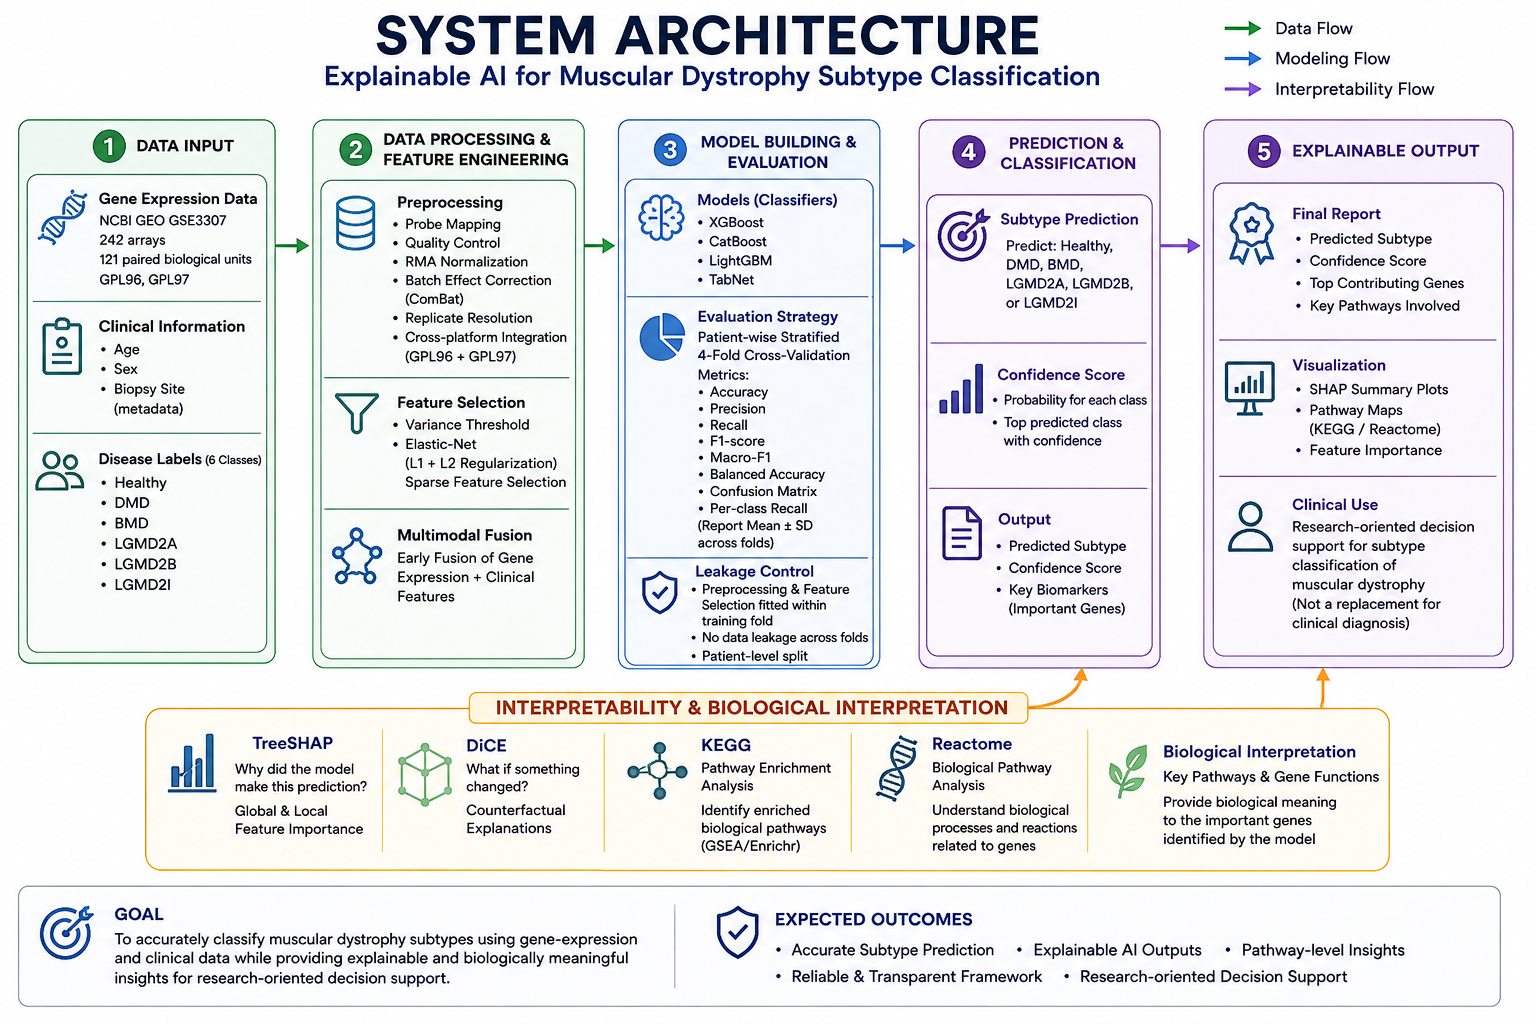 SYSTEM ARCHITECTURE
Explainable AI for Muscular Dystrophy Subtype Classification
Data Flow
Modeling Flow
Interpretability Flow
1 DATA INPUT
Gene Expression Data
NCBI GEO GSE3307
242 arrays
121 paired biological units
GPL96, GPL97
Clinical Information
• Age
• Sex
• Biopsy Site
(metadata)
Disease Labels (6 Classes)
• Healthy
• DMD
• BMD
• LGMD2A
• LGMD2B
• LGMD2I
2 DATA PROCESSING &
FEATURE ENGINEERING
Preprocessing
• Probe Mapping
• Quality Control
• RMA Normalization
• Batch Effect Correction
(ComBat)
• Replicate Resolution
• Cross-platform Integration
(GPL96 + GPL97)
Feature Selection
• Variance Threshold
• Elastic-Net
(L1 + L2 Regularization)
Sparse Feature Selection
Multimodal Fusion
Early Fusion of Gene
Expression + Clinical
Features
3 MODEL BUILDING &
EVALUATION
Models (Classifiers)
• XGBoost
• CatBoost
• LightGBM
• TabNet
Evaluation Strategy
Patient-wise Stratified
4-Fold Cross-Validation
Metrics:
• Accuracy
• Precision
• Recall
• F1-score
• Macro-F1
• Balanced Accuracy
• Confusion Matrix
• Per-class Recall
(Report Mean ± SD
across folds)
Leakage Control
• Preprocessing & Feature
Selection fitted within
training fold
• No data leakage across folds
• Patient-level split
4 PREDICTION &
CLASSIFICATION
Subtype Prediction
Predict: Healthy,
DMD, BMD,
LGMD2A, LGMD2B,
or LGMD2I
Confidence Score
• Probability for each class
• Top predicted class
with confidence
Output
• Predicted Subtype
• Confidence Score
• Key Biomarkers
(Important Genes)
5 EXPLAINABLE OUTPUT
Final Report
• Predicted Subtype
• Confidence Score
• Top Contributing Genes
• Key Pathways Involved
Visualization
• SHAP Summary Plots
• Pathway Maps
(KEGG / Reactome)
• Feature Importance
Clinical Use
Research-oriented decision
support for subtype
classification of
muscular dystrophy
(Not a replacement for
clinical diagnosis)
INTERPRETABILITY & BIOLOGICAL INTERPRETATION
TreeSHAP
Why did the model
make this prediction?
Global & Local
Feature Importance
DiCE
What if something
changed?
Counterfactual
Explanations
KEGG
Pathway Enrichment
Analysis
Identify enriched
biological pathways
(GSEA/Enrichr)
Reactome
Biological Pathway
Analysis
Understand biological
processes and reactions
related to genes
Biological Interpretation
Key Pathways & Gene Functions
Provide biological meaning
to the important genes
identified by the model
GOAL
To accurately classify muscular dystrophy subtypes using gene-expression
and clinical data while providing explainable and biologically meaningful
insights for research-oriented decision support.
EXPECTED OUTCOMES
• Accurate Subtype Prediction • Explainable AI Outputs • Pathway-level Insights
• Reliable & Transparent Framework • Research-oriented Decision Support